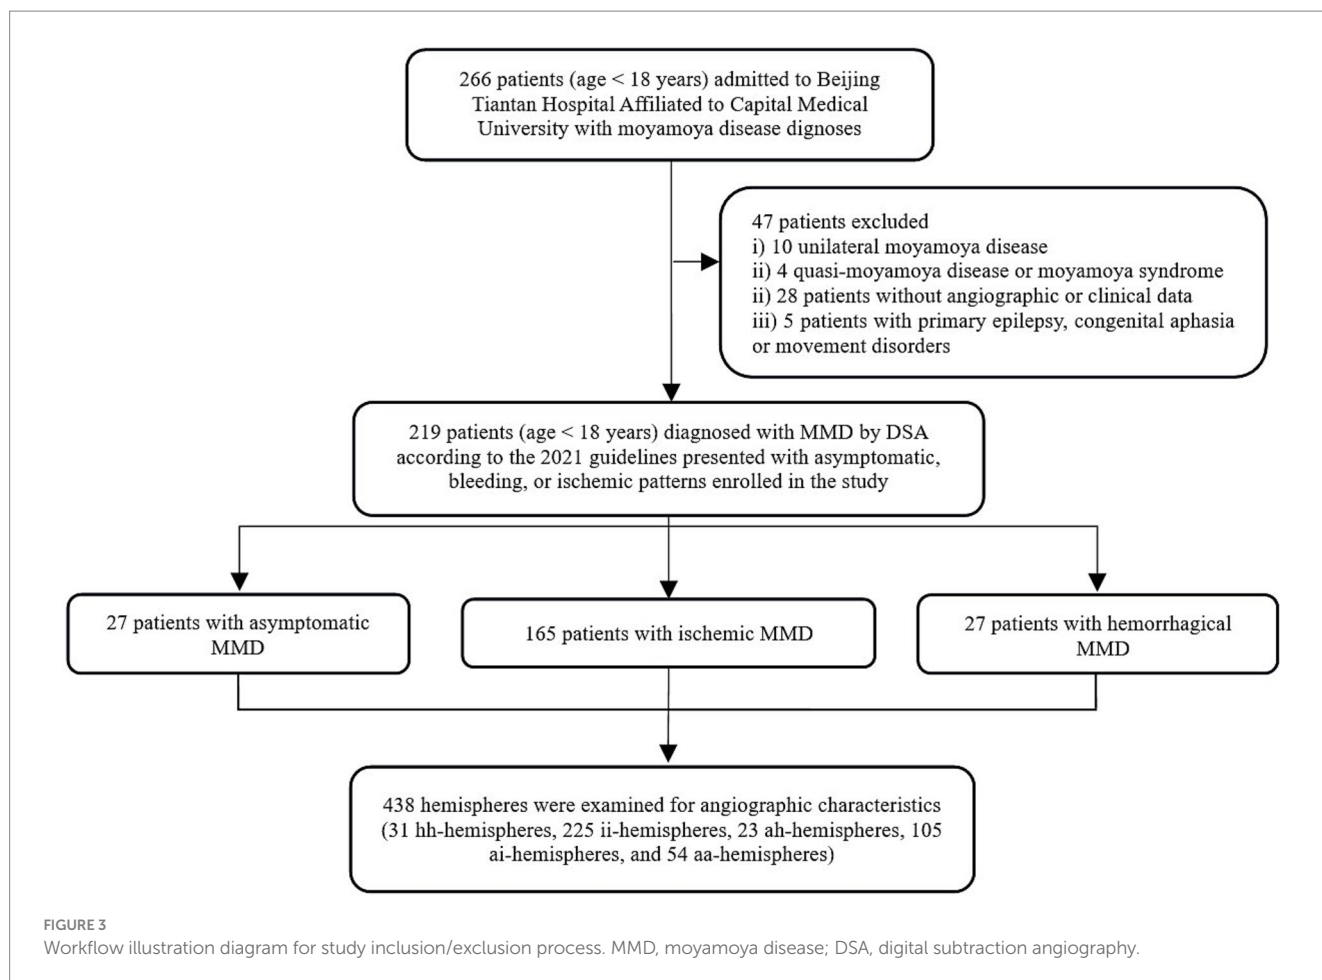 266 patients (age < 18 years) admitted to Beijing
Tiantan Hospital Affiliated to Capital Medical
University with moyamoya disease dignoses
47 patients excluded
i) 10 unilateral moyamoya disease
ii) 4 quasi-moyamoya disease or moyamoya syndrome
ii) 28 patients without angiographic or clinical data
iii) 5 patients with primary epilepsy, congenital aphasia
or movement disorders
219 patients (age < 18 years) diagnosed with MMD by DSA
according to the 2021 guidelines presented with asymptomatic,
bleeding, or ischemic patterns enrolled in the study
27 patients with asymptomatic
MMD
165 patients with ischemic MMD
27 patients with hemorrhagical
MMD
438 hemispheres were examined for angiographic characteristics
(31 hh-hemispheres, 225 ii-hemispheres, 23 ah-hemispheres, 105
ai-hemispheres, and 54 aa-hemispheres)
FIGURE 3
Workflow illustration diagram for study inclusion/exclusion process. MMD, moyamoya disease; DSA, digital subtraction angiography.